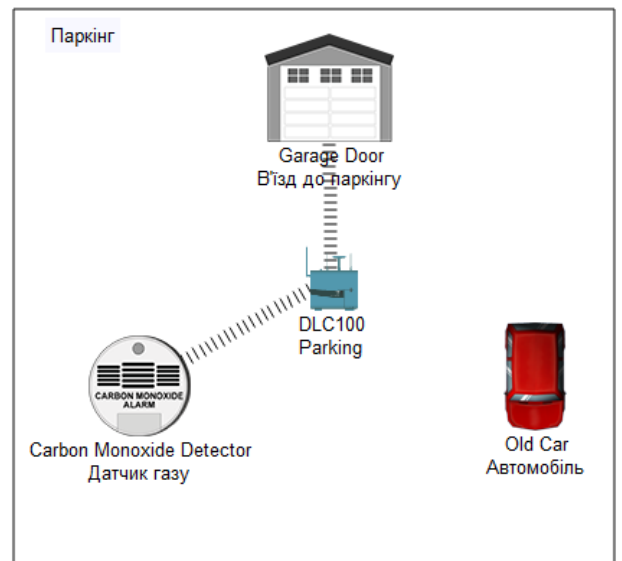 Паркінг
Garage Door
В'їзд до паркінгу
DLC100
Parking
CARBON MONOXIDE
ALARM
Carbon Monoxide Detector
Датчик газу
Old Car
Автомобіль